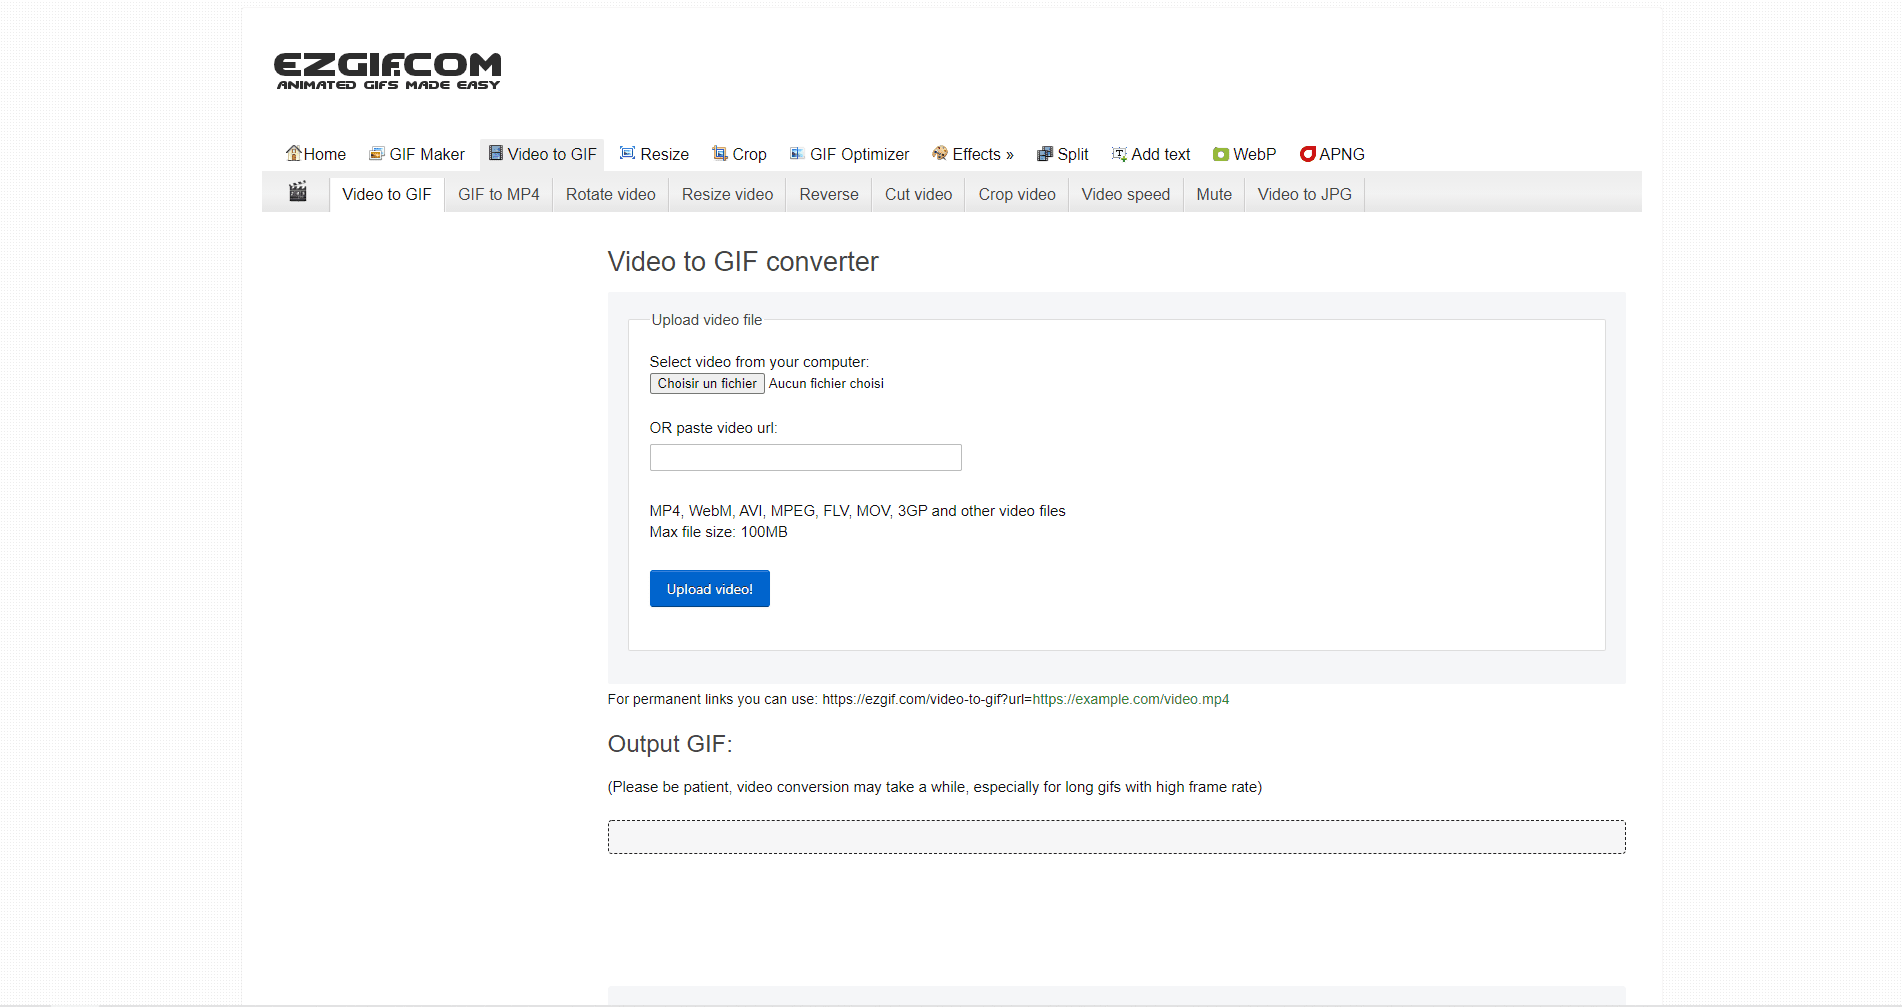 EZGIF.COM
ANIMATED GIFS MADE EASY
Home GIF Maker Video to GIF Resize Crop GIF Optimizer Effects » Split Add text WebP APNG
Video to GIF GIF to MP4 Rotate video Resize video Reverse Cut video Crop video Video speed Mute Video to JPG
Video to GIF converter
Upload video file
Select video from your computer:
Choisir un fichier Aucun fichier choisi
OR paste video url:
MP4, WebM, AVI, MPEG, FLV, MOV, 3GP and other video files
Max file size: 100MB
Upload video!
For permanent links you can use: https://ezgif.com/video-to-gif?url=https://example.com/video.mp4
Output GIF:
(Please be patient, video conversion may take a while, especially for long gifs with high frame rate)